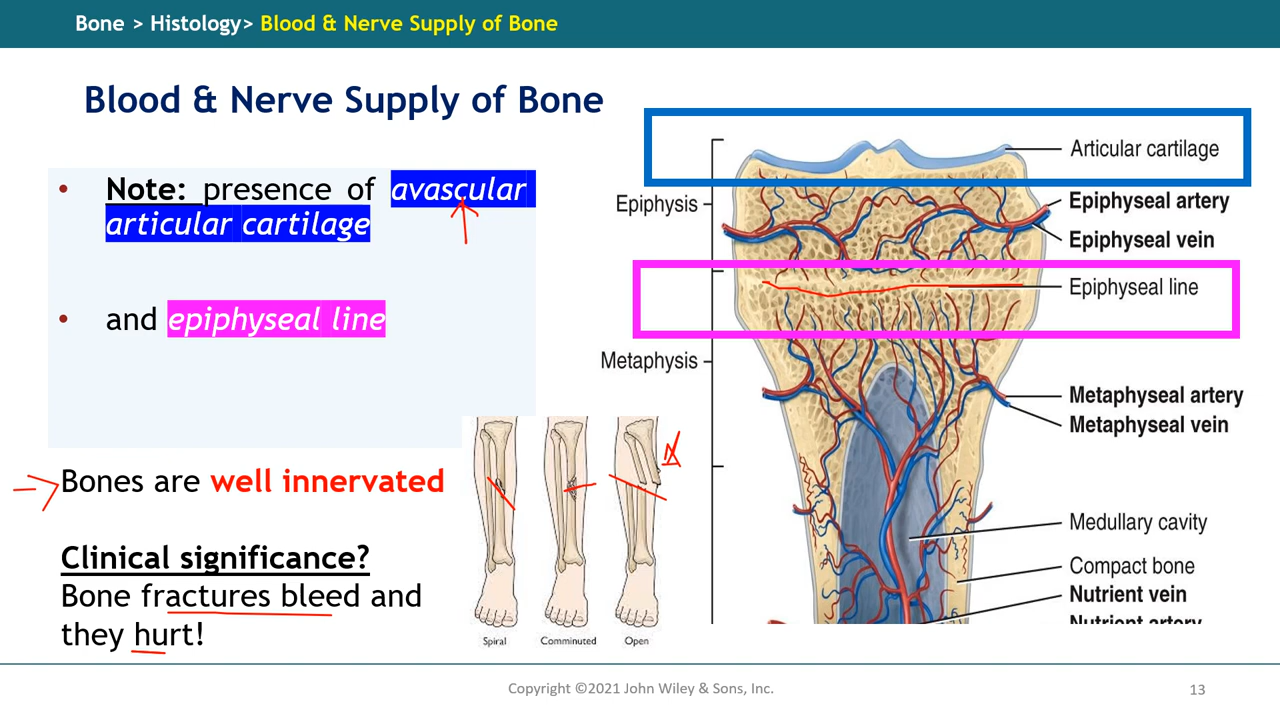 Bone > Histology> Blood & Nerve Supply of Bone
Blood & Nerve Supply of Bone
• Note: presence of avascular
articular cartilage
• and epiphyseal line
Bones are well innervated
Clinical significance?
Bone fractures bleed and
they hurt!
Spiral
Comminuted
Open
Epiphysis
Metaphysis
Articular cartilage
Epiphyseal artery
Epiphyseal vein
Epiphyseal line
Metaphyseal artery
Metaphyseal vein
Medullary cavity
Compact bone
Nutrient vein
Nutrient artery
Copyright ©2021 John Wiley & Sons, Inc.
13